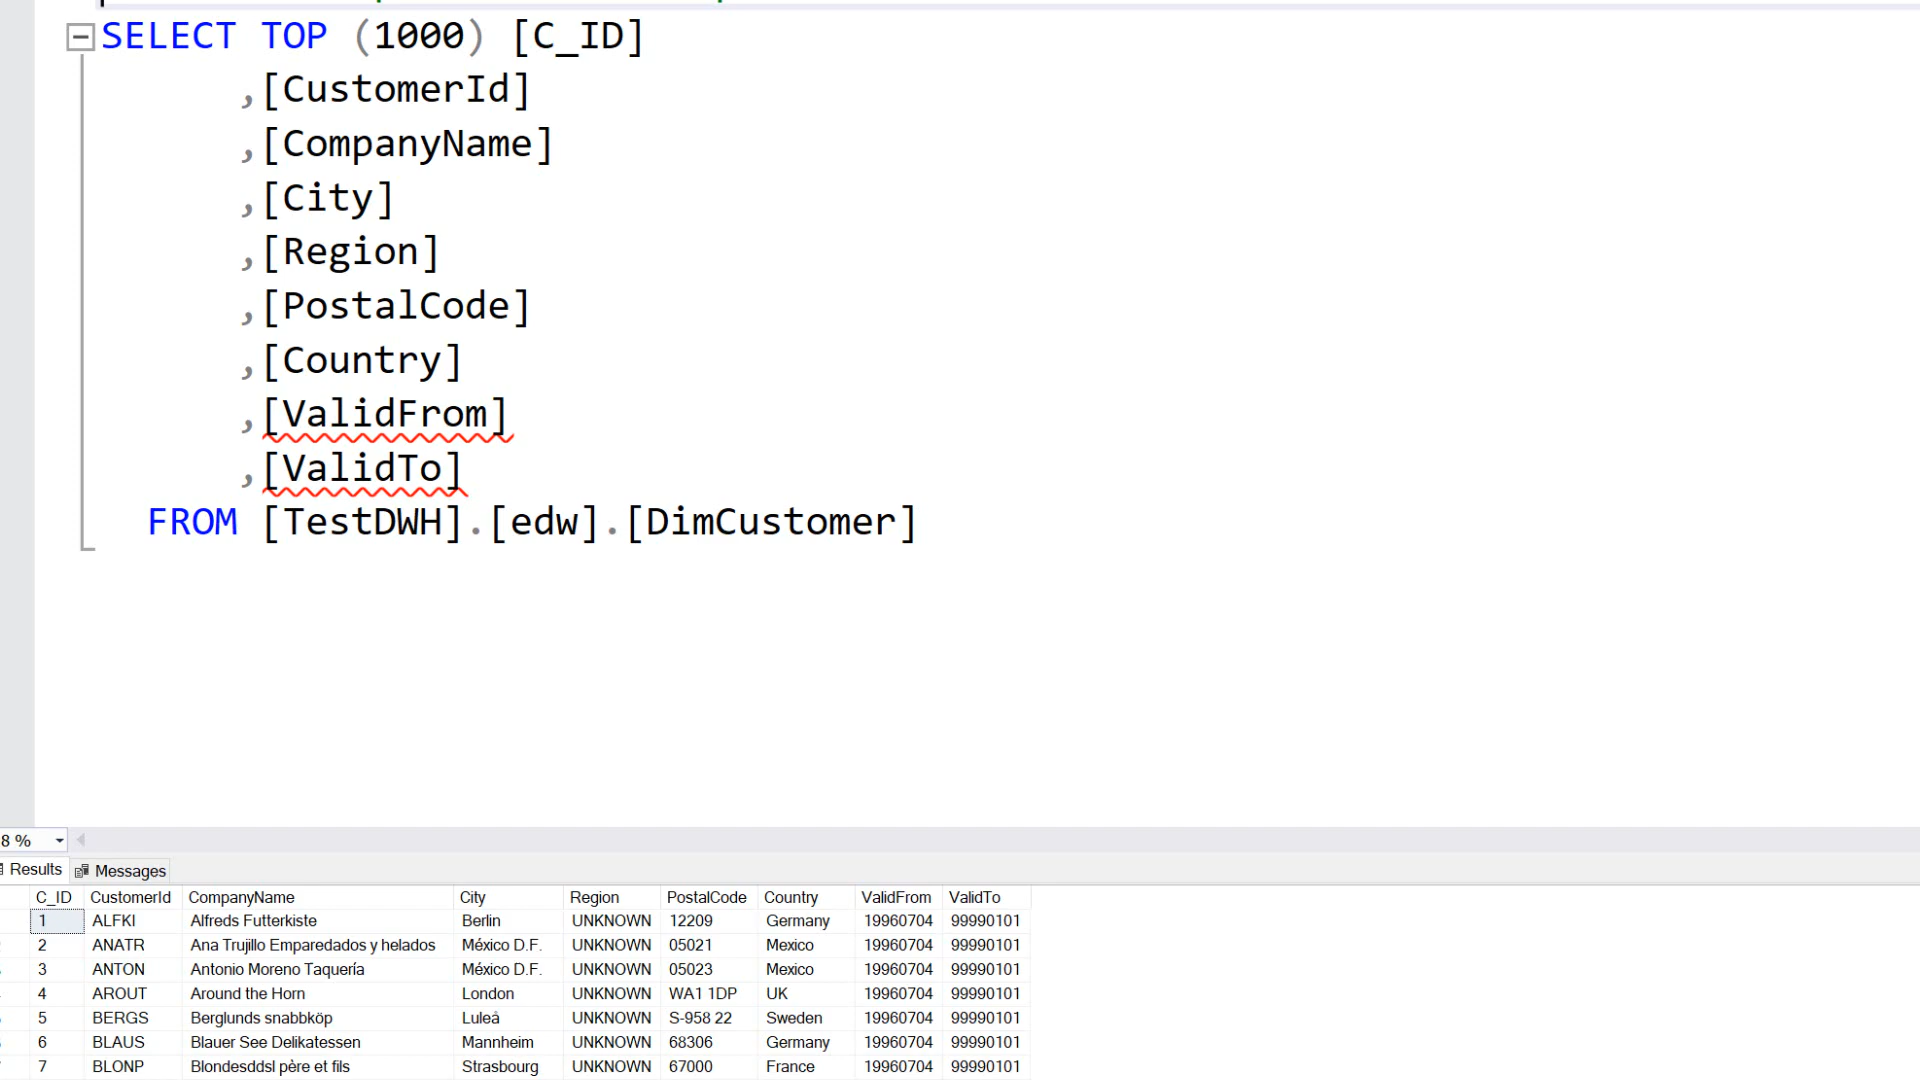 SELECT TOP (1000) [C_ID]
,[CustomerId]
,[CompanyName]
,[City]
,[Region]
,[PostalCode]
,[Country]
,[ValidFrom]
,[ValidTo]
FROM [TestDWH].[edw].[DimCustomer]
8 %
Results Messages
C_ID CustomerId CompanyName City Region PostalCode Country ValidFrom ValidTo
1 ALFKI Alfreds Futterkiste Berlin UNKNOWN 12209 Germany 19960704 99990101
2 ANATR Ana Trujillo Emparedados y helados México D.F. UNKNOWN 05021 Mexico 19960704 99990101
3 ANTON Antonio Moreno Taquería México D.F. UNKNOWN 05023 Mexico 19960704 99990101
4 AROUT Around the Horn London UNKNOWN WA1 1DP UK 19960704 99990101
5 BERGS Berglunds snabbköp Luleå UNKNOWN S-958 22 Sweden 19960704 99990101
6 BLAUS Blauer See Delikatessen Mannheim UNKNOWN 68306 Germany 19960704 99990101
7 BLONP Blondesddsl père et fils Strasbourg UNKNOWN 67000 France 19960704 99990101